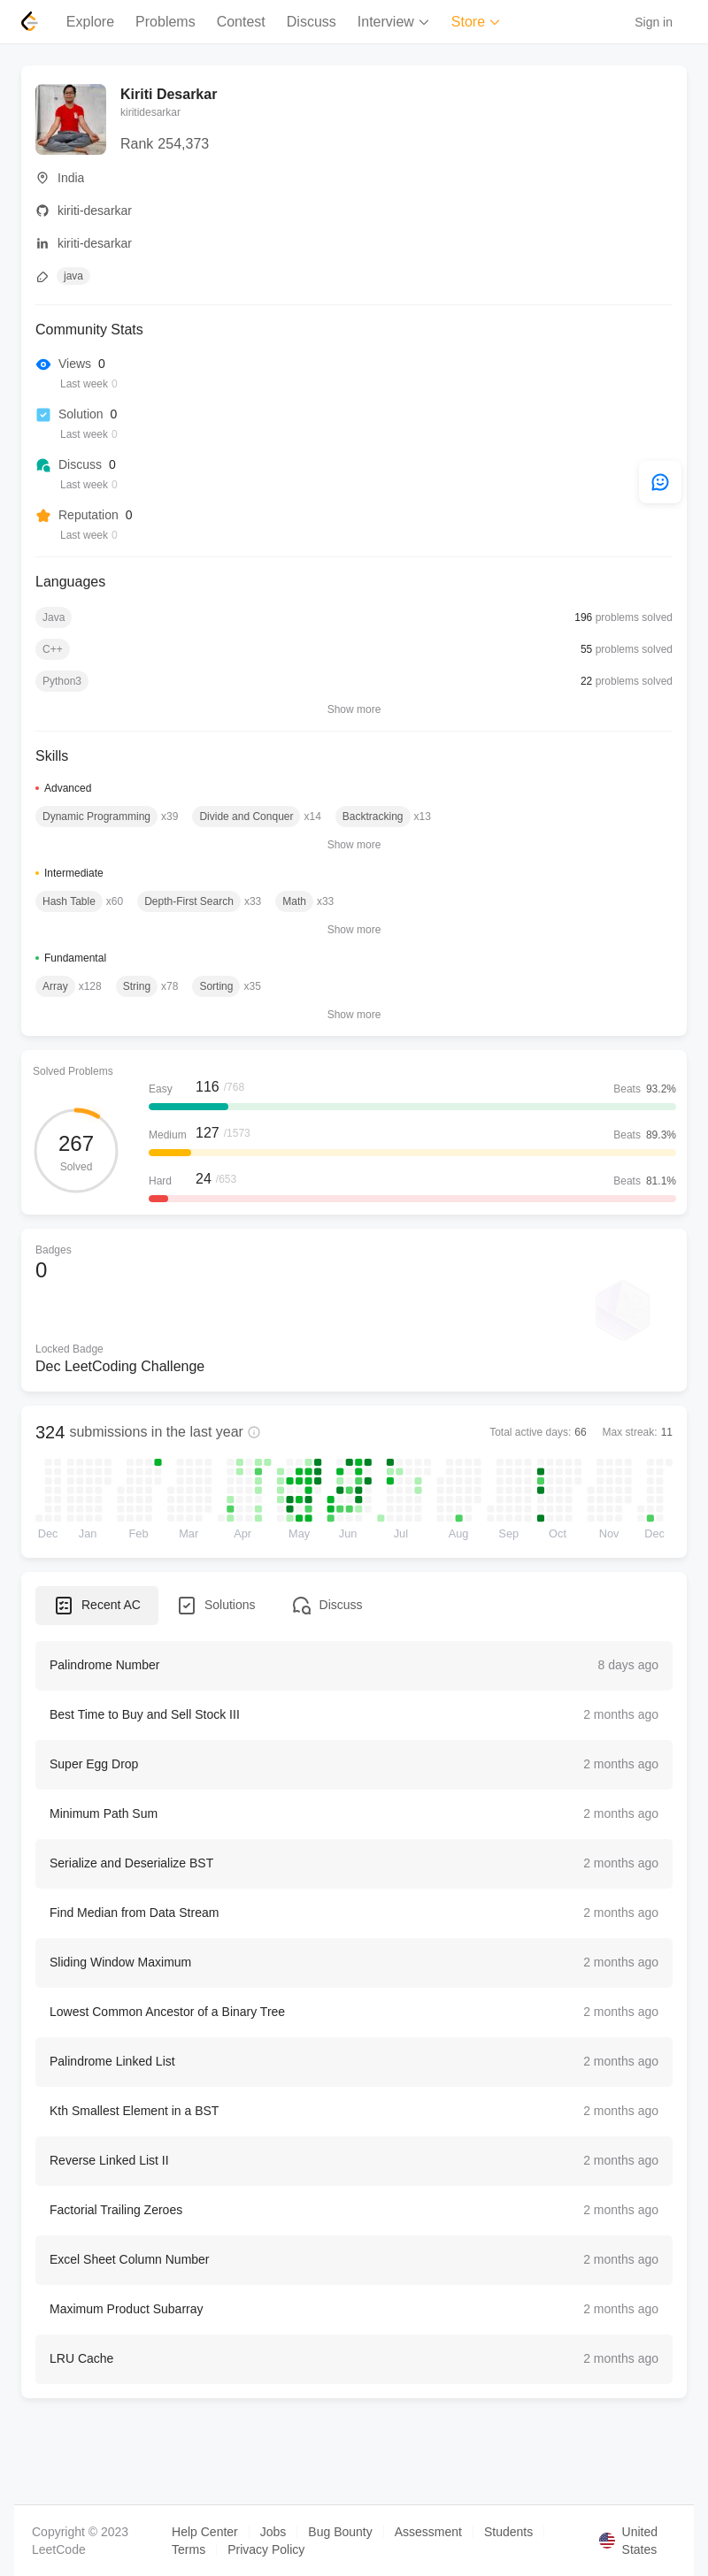 Explore Problems Contest Discuss Interview Store Sign in
Kiriti Desarkar
kiritidesarkar
Rank 254,373
India
kiriti-desarkar
kiriti-desarkar
java
Community Stats
Views 0
Last week 0
Solution 0
Last week 0
Discuss 0
Last week 0
Reputation 0
Last week 0
Languages
Java 196 problems solved
C++ 55 problems solved
Python3 22 problems solved
Show more
Skills
Advanced
Dynamic Programming x39 Divide and Conquer x14 Backtracking x13
Show more
Intermediate
Hash Table x60 Depth-First Search x33 Math x33
Show more
Fundamental
Array x128 String x78 Sorting x35
Show more
Solved Problems
267
Solved
Easy 116 /768 Beats 93.2%
Medium 127 /1573 Beats 89.3%
Hard 24 /653 Beats 81.1%
Badges
0
Locked Badge
Dec LeetCoding Challenge
324 submissions in the last year Total active days: 66 Max streak: 11
Dec Jan Feb Mar Apr May Jun Jul Aug Sep Oct Nov Dec
Recent AC Solutions Discuss
Palindrome Number 8 days ago
Best Time to Buy and Sell Stock III 2 months ago
Super Egg Drop 2 months ago
Minimum Path Sum 2 months ago
Serialize and Deserialize BST 2 months ago
Find Median from Data Stream 2 months ago
Sliding Window Maximum 2 months ago
Lowest Common Ancestor of a Binary Tree 2 months ago
Palindrome Linked List 2 months ago
Kth Smallest Element in a BST 2 months ago
Reverse Linked List II 2 months ago
Factorial Trailing Zeroes 2 months ago
Excel Sheet Column Number 2 months ago
Maximum Product Subarray 2 months ago
LRU Cache 2 months ago
Copyright © 2023 LeetCode
Help Center Jobs Bug Bounty Assessment Students
Terms Privacy Policy
United States